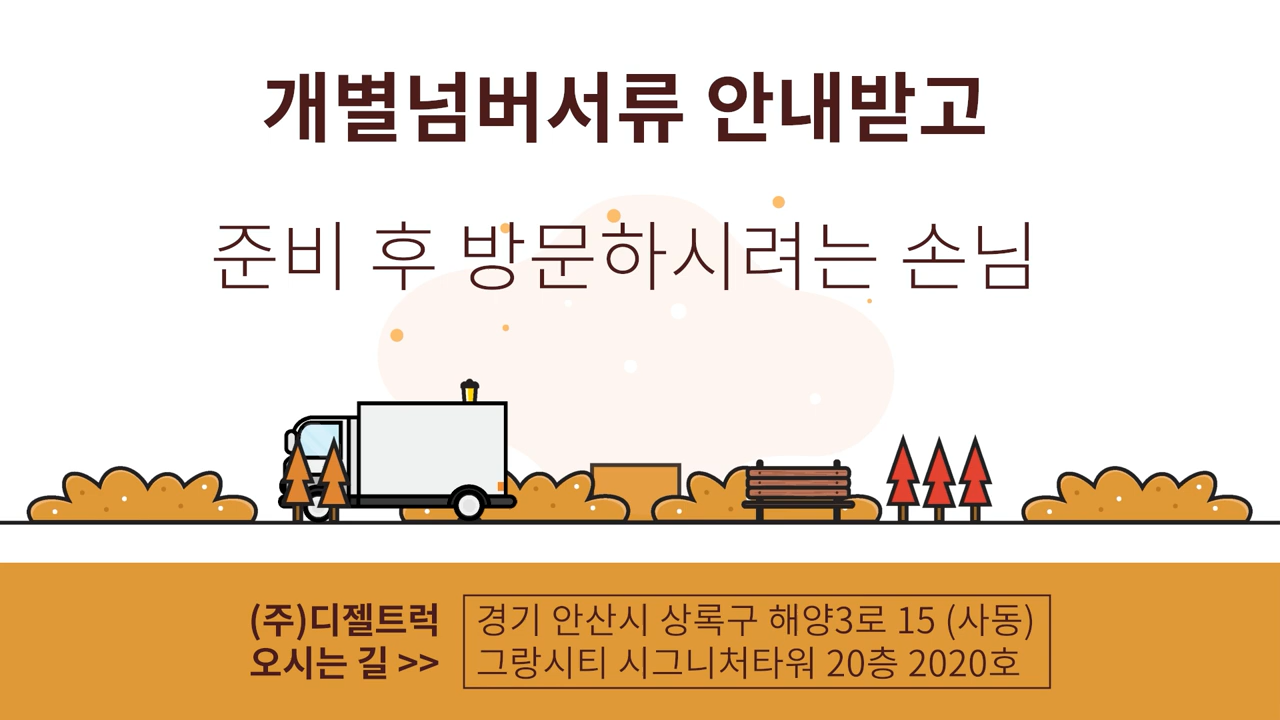 개별넘버서류 안내받고
준비 후 방문하시려는 손님
(주)디젤트럭
오시는 길 >>
경기 안산시 상록구 해양3로 15 (사동)
그랑시티 시그니처타워 20층 2020호